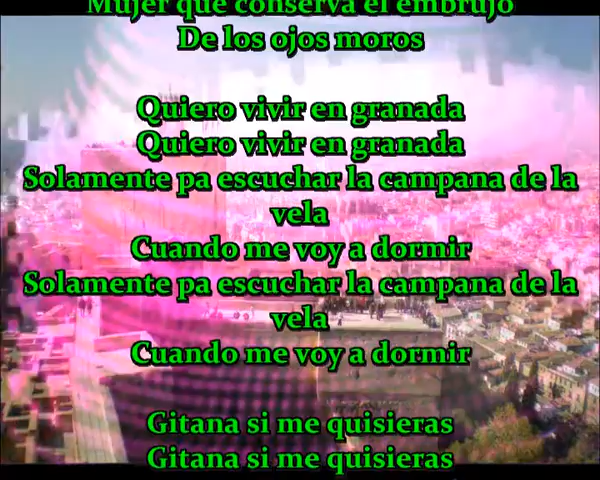 Mujer que conserva el embrujo
De los ojos moros
Quiero vivir en granada
Quiero vivir en granada
Solamente pa escuchar la campana de la
vela
Cuando me voy a dormir
Solamente pa escuchar la campana de la
vela
Cuando me voy a dormir
Gitana si me quisieras
Gitana si me quisieras